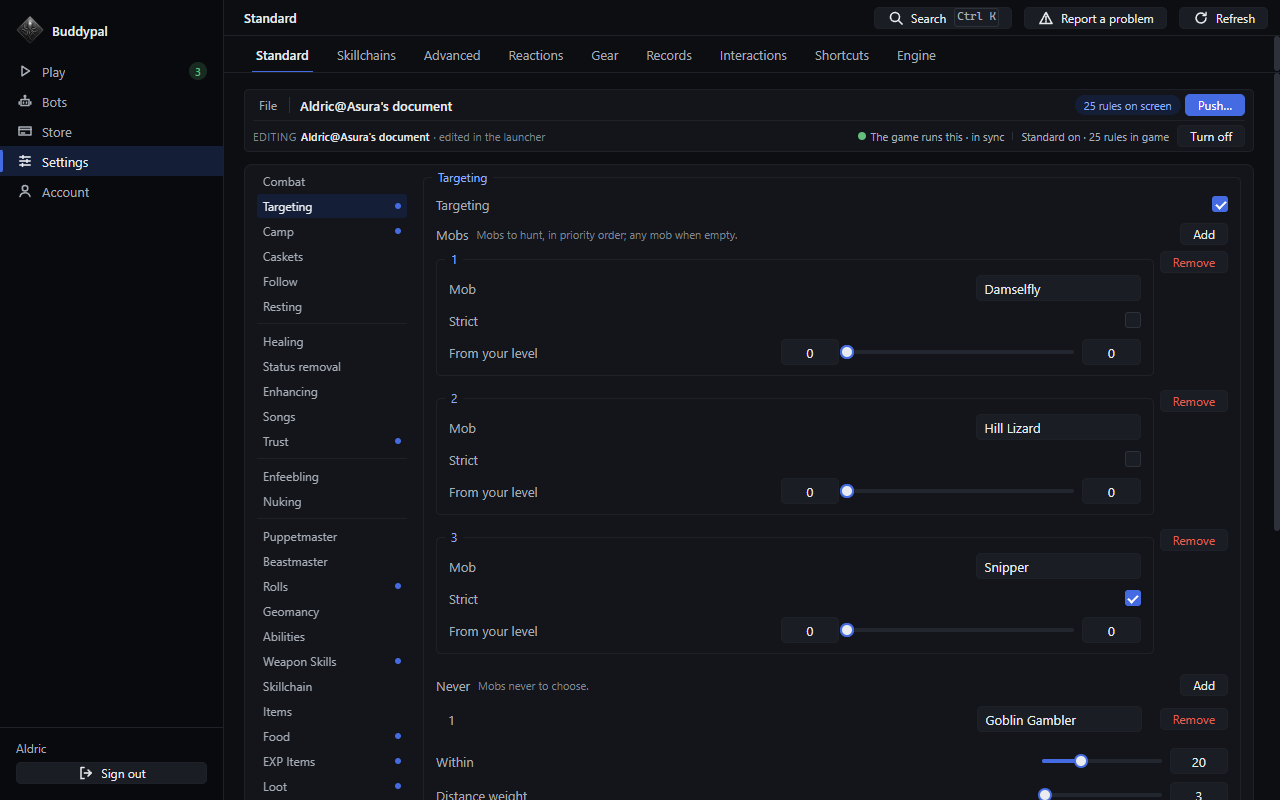 Buddypal
Play 3
Bots
Store
Settings
Account
Aldric
Sign out
Standard
Search Ctrl K
Report a problem
Refresh
Standard Skillchains Advanced Reactions Gear Records Interactions Shortcuts Engine
File Aldric@Asura's document
25 rules on screen
Push...
EDITING Aldric@Asura's document · edited in the launcher
The game runs this · in sync
Standard on · 25 rules in game
Turn off
Combat
Targeting
Camp
Caskets
Follow
Resting
Healing
Status removal
Enhancing
Songs
Trust
Enfeebling
Nuking
Puppetmaster
Beastmaster
Rolls
Geomancy
Abilities
Weapon Skills
Skillchain
Items
Food
EXP Items
Loot
Targeting
Targeting
Mobs Mobs to hunt, in priority order; any mob when empty. Add
1 Remove
Mob Damselfly
Strict
From your level 0 0
2 Remove
Mob Hill Lizard
Strict
From your level 0 0
3 Remove
Mob Snipper
Strict
From your level 0 0
Never Mobs never to choose. Add
1 Goblin Gambler Remove
Within 20
Distance weight 3